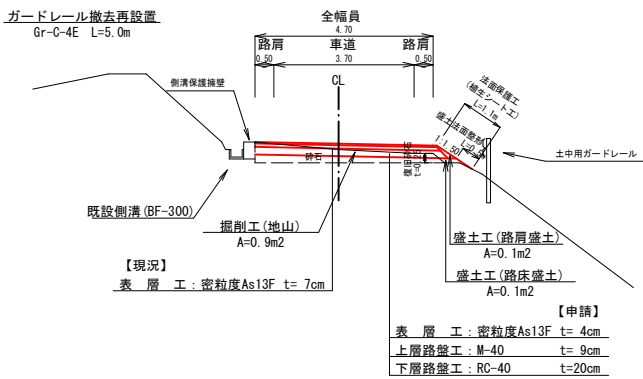 ガードレール撤去再設置
Gr-C-4E L=5.0m
全幅員
4.70
路肩 車道 路肩
0.50 3.70 0.50
CL
側溝保護擁壁
法面保護工
(植生シート工)
L=1.1m
盛土法面整形
1:1.50
砕石
t=0.25
土中用ガードレール
既設側溝(BF-300)
掘削工(地山)
A=0.9m2
盛土工(路肩盛土)
A=0.1m2
盛土工(路床盛土)
A=0.1m2
【現況】
表 層 工:密粒度As13F t= 7cm
【申請】
表 層 工:密粒度As13F t= 4cm
上層路盤工:M-40 t= 9cm
下層路盤工:RC-40 t=20cm